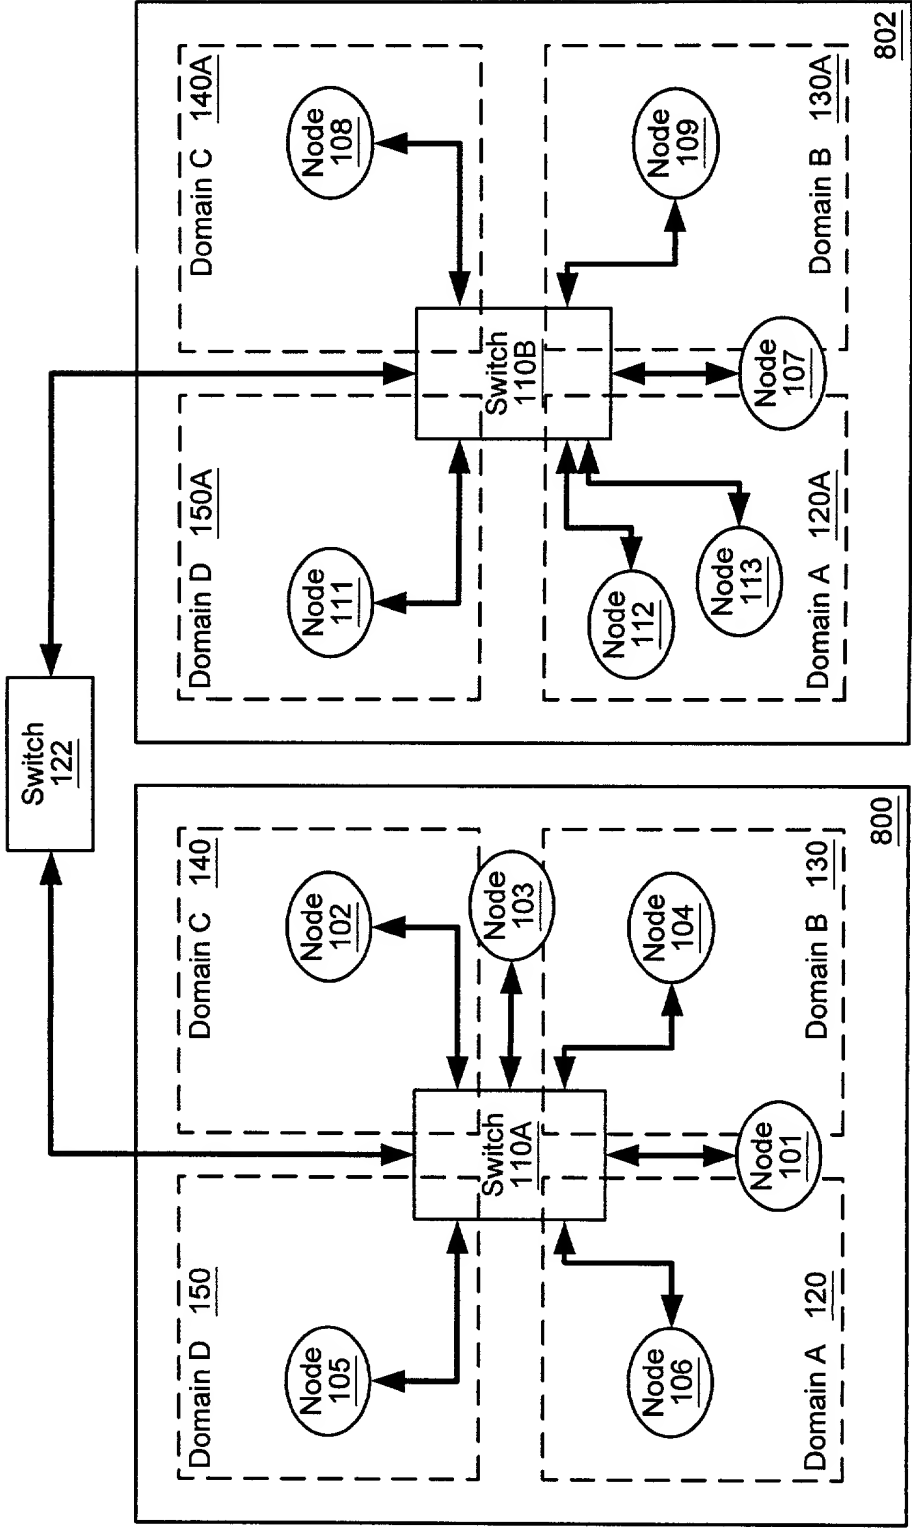 Switch
122
Domain D 150
Domain C 140
Node
105
Node
102
Switch
110A
Node
103
Node
106
Node
104
Node
101
Domain A 120
Domain B 130
800
Domain D 150A
Domain C 140A
Node
111
Node
108
Switch
110B
Node
112
Node
109
Node
113
Node
107
Domain A 120A
Domain B 130A
802